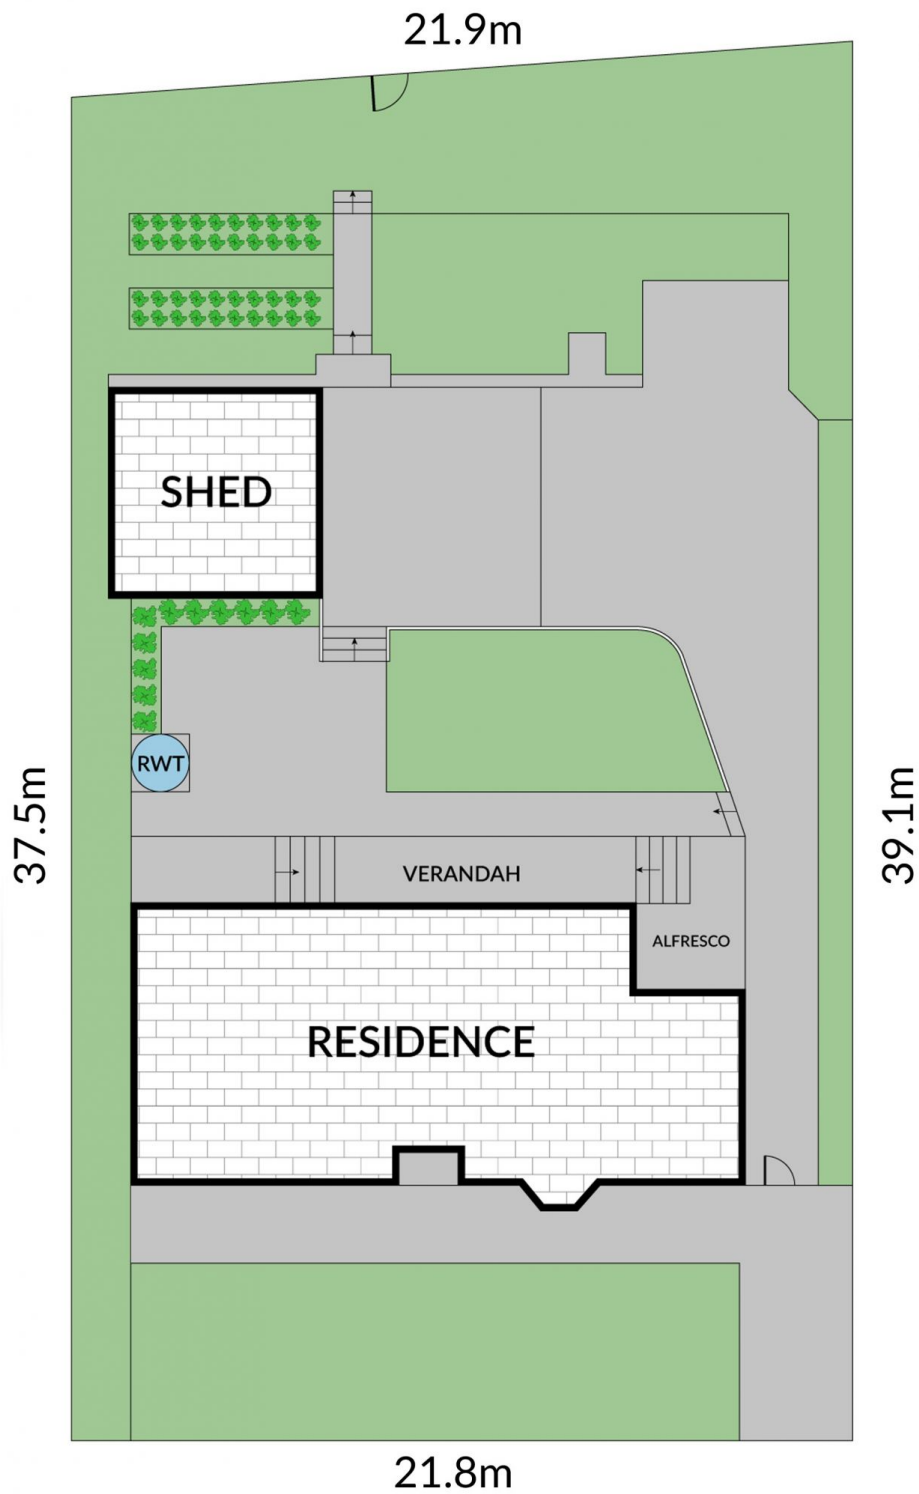 21.9m
SHED
RWT
37.5m
39.1m
VERANDAH
ALFRESCO
RESIDENCE
21.8m